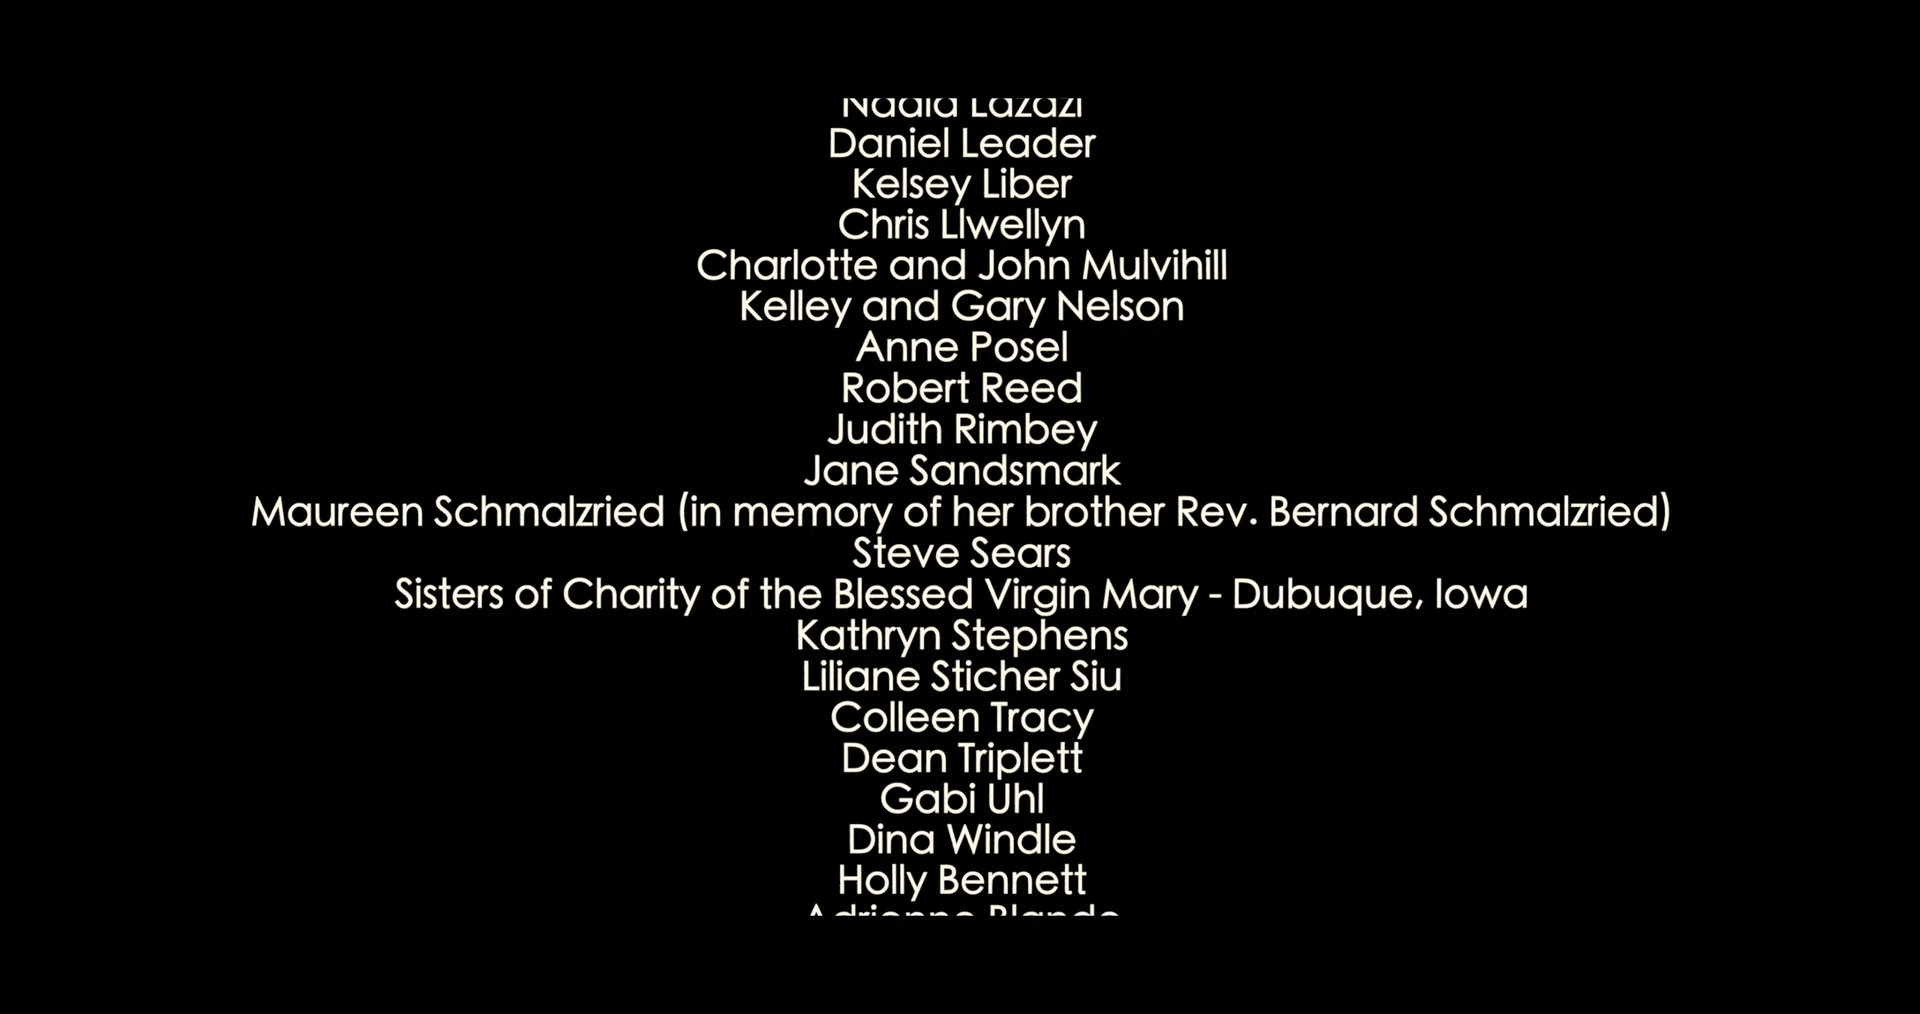 Nadia Lazazi
Daniel Leader
Kelsey Liber
Chris Llwellyn
Charlotte and John Mulvihill
Kelley and Gary Nelson
Anne Posel
Robert Reed
Judith Rimbey
Jane Sandsmark
Maureen Schmalzried (in memory of her brother Rev. Bernard Schmalzried)
Steve Sears
Sisters of Charity of the Blessed Virgin Mary - Dubuque, Iowa
Kathryn Stephens
Liliane Sticher Siu
Colleen Tracy
Dean Triplett
Gabi Uhl
Dina Windle
Holly Bennett